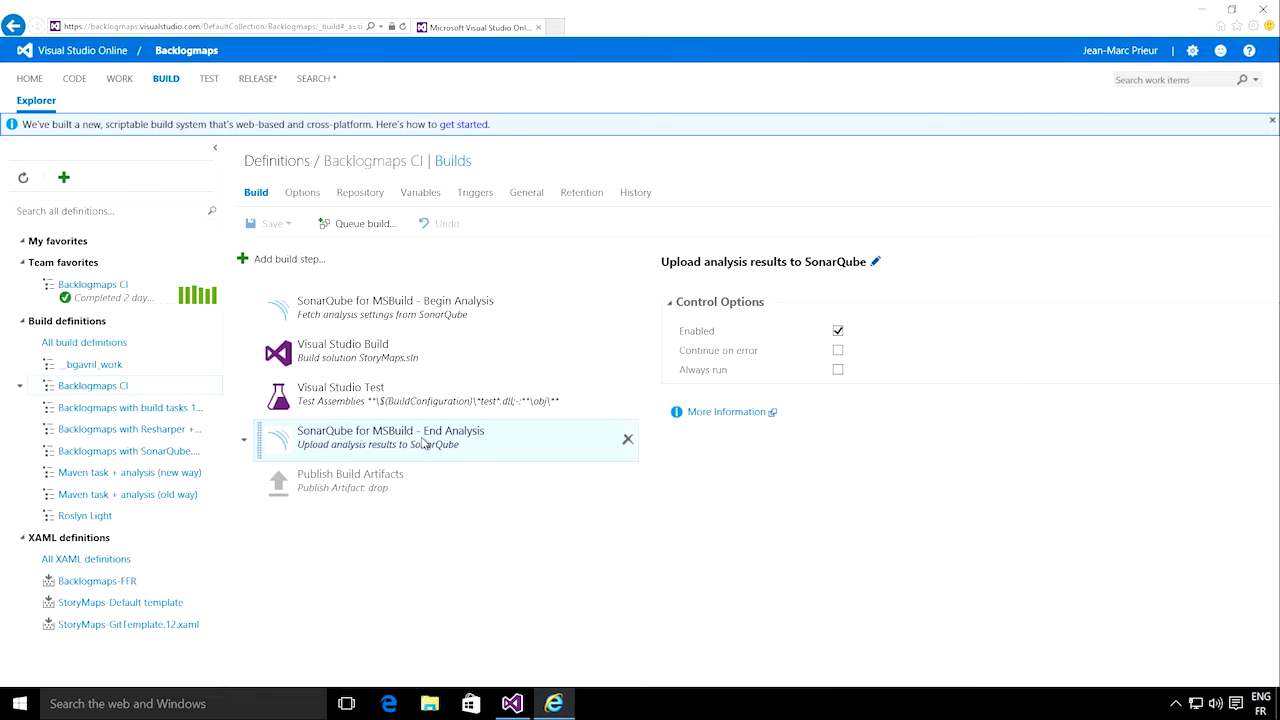 https://backlogmaps.visualstudio.com/DefaultCollection/Backlogmaps/_build#_a=si
Microsoft Visual Studio Onl...
Visual Studio Online / Backlogmaps
Jean-Marc Prieur
HOME CODE WORK BUILD TEST RELEASE* SEARCH *
Search work items
Explorer
We've built a new, scriptable build system that's web-based and cross-platform. Here's how to get started.
Definitions / Backlogmaps CI | Builds
Build Options Repository Variables Triggers General Retention History
Save Queue build... Undo
Search all definitions...
My favorites
Team favorites
Backlogmaps CI
Completed 2 day...
Build definitions
All build definitions
__bgavril_work
Backlogmaps CI
Backlogmaps with build tasks 1...
Backlogmaps with Resharper +...
Backlogmaps with SonarQube....
Maven task + analysis (new way)
Maven task + analysis (old way)
Roslyn Light
XAML definitions
All XAML definitions
Backlogmaps-FFR
StoryMaps-Default template
StoryMaps-GitTemplate.12.xaml
Add build step...
SonarQube for MSBuild - Begin Analysis
Fetch analysis settings from SonarQube
Visual Studio Build
Build solution StoryMaps.sln
Visual Studio Test
Test Assemblies **\$(BuildConfiguration)\*test*.dll;-:**\obj\**
SonarQube for MSBuild - End Analysis
Upload analysis results to SonarQube
Publish Build Artifacts
Publish Artifact: drop
Upload analysis results to SonarQube
Control Options
Enabled
Continue on error
Always run
More Information
Search the web and Windows
ENG
FR